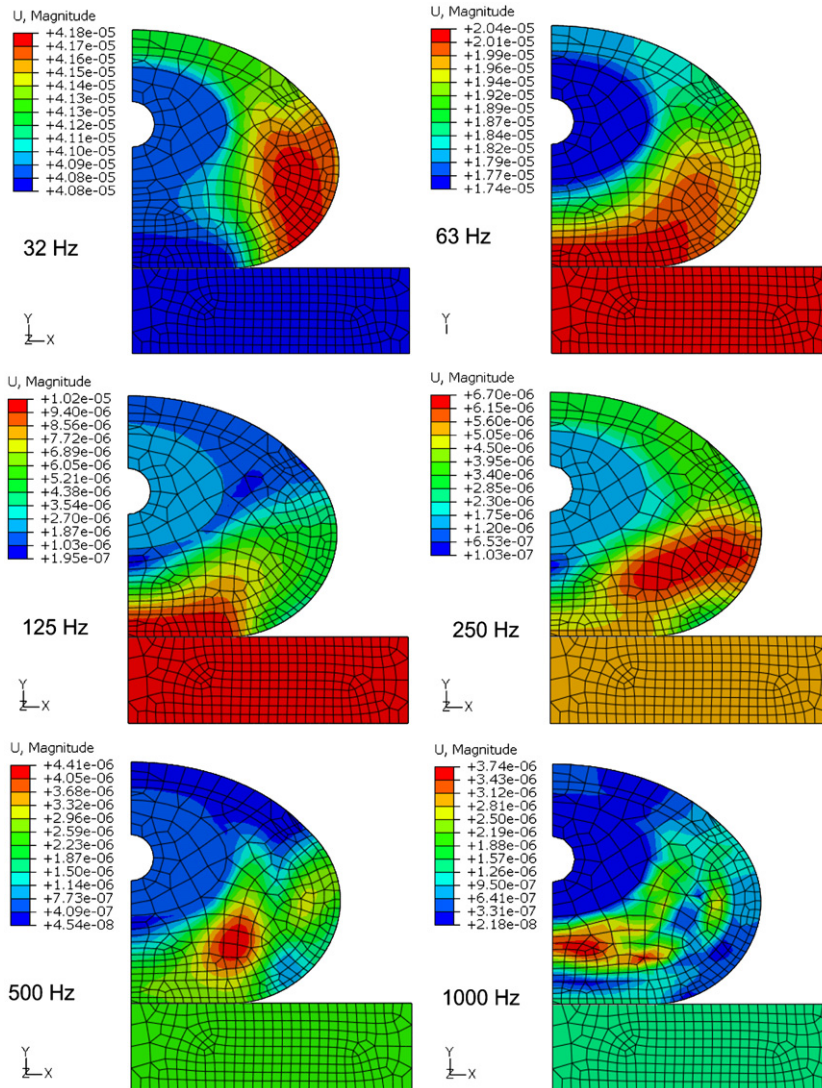 U, Magnitude
+4.18e-05
+4.17e-05
+4.16e-05
+4.15e-05
+4.14e-05
+4.13e-05
+4.12e-05
+4.11e-05
+4.10e-05
+4.09e-05
+4.08e-05
32 Hz
Y
Z X
U, Magnitude
+2.04e-05
+2.01e-05
+1.99e-05
+1.96e-05
+1.94e-05
+1.92e-05
+1.89e-05
+1.87e-05
+1.84e-05
+1.82e-05
+1.79e-05
+1.77e-05
+1.74e-05
63 Hz
Y
U, Magnitude
+1.02e-05
+9.40e-06
+8.56e-06
+7.72e-06
+6.89e-06
+6.05e-06
+5.21e-06
+4.38e-06
+3.54e-06
+2.70e-06
+1.87e-06
+1.03e-06
+1.95e-07
125 Hz
Y
Z X
U, Magnitude
+6.70e-06
+6.15e-06
+5.60e-06
+5.05e-06
+4.50e-06
+3.95e-06
+3.40e-06
+2.85e-06
+2.30e-06
+1.75e-06
+1.20e-06
+6.53e-07
+1.03e-07
250 Hz
Y
Z X
U, Magnitude
+4.41e-06
+4.05e-06
+3.68e-06
+3.32e-06
+2.96e-06
+2.59e-06
+2.23e-06
+1.87e-06
+1.50e-06
+1.14e-06
+7.73e-07
+4.09e-07
+4.54e-08
500 Hz
Y
Z X
U, Magnitude
+3.74e-06
+3.43e-06
+3.12e-06
+2.81e-06
+2.50e-06
+2.19e-06
+1.88e-06
+1.57e-06
+1.26e-06
+9.50e-07
+6.41e-07
+3.31e-07
+2.18e-08
1000 Hz
Y
Z X